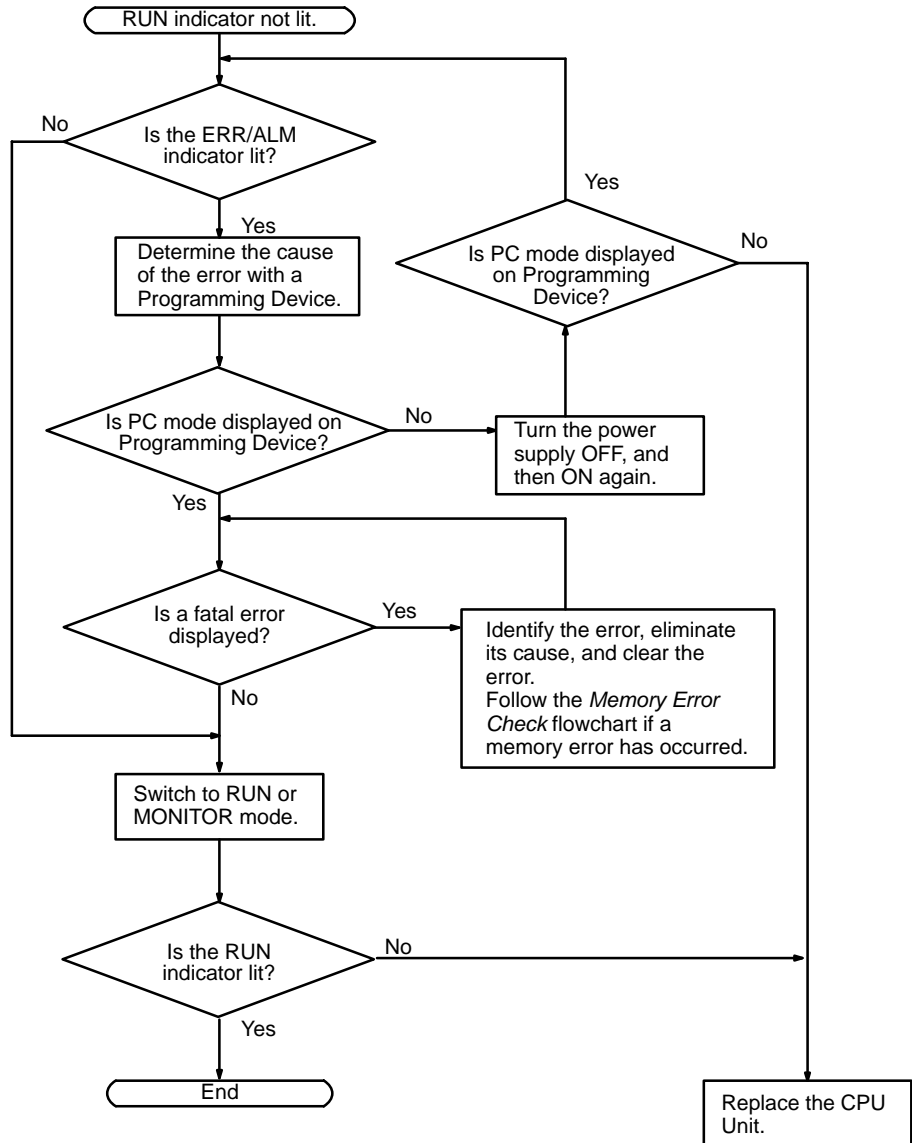 RUN indicator not lit.
No
Is the ERR/ALM
indicator lit?
Yes
Yes
Determine the cause
of the error with a
Programming Device.
Is PC mode displayed
on Programming
Device?
No
Is PC mode displayed on
Programming Device?
No
Turn the power
supply OFF, and
then ON again.
Yes
Is a fatal error
displayed?
Yes
Identify the error, eliminate
its cause, and clear the
error.
Follow the Memory Error
Check flowchart if a
memory error has occurred.
No
Switch to RUN or
MONITOR mode.
Is the RUN
indicator lit?
No
Yes
End
Replace the CPU
Unit.